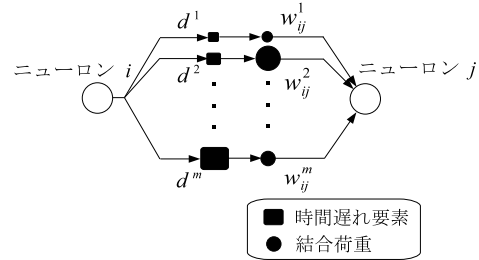 d¹
w¹ᵢⱼ
ニューロン i
d²
w²ᵢⱼ
ニューロン j
dᵐ
wᵐᵢⱼ
時間遅れ要素
結合荷重